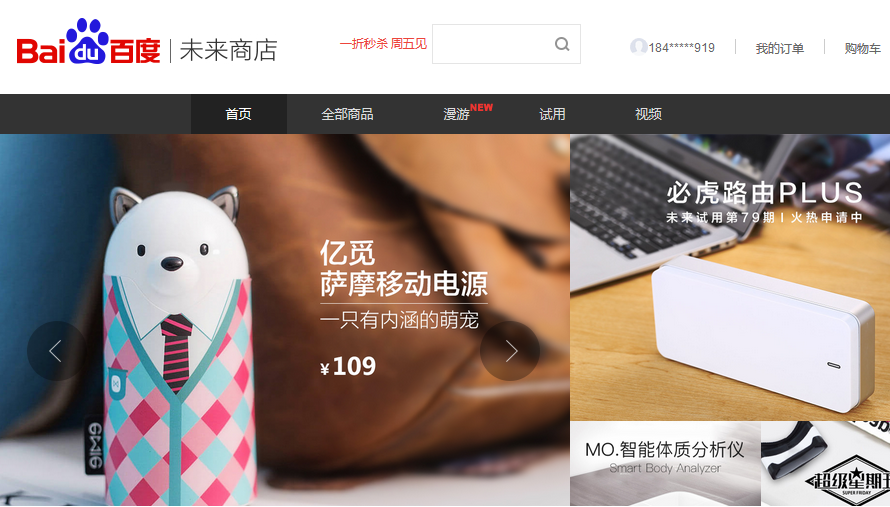 Bai du 百度 | 未来商店
一折秒杀 周五见
184*****919
我的订单
购物车
首页
全部商品
漫游 NEW
试用
视频
亿觅
萨摩移动电源
一只有内涵的萌宠
¥109
EMIE
必虎路由PLUS
未来试用第79期 | 火热申请中
MO.智能体质分析仪
Smart Body Analyzer
超级星期五
SUPER FRIDAY